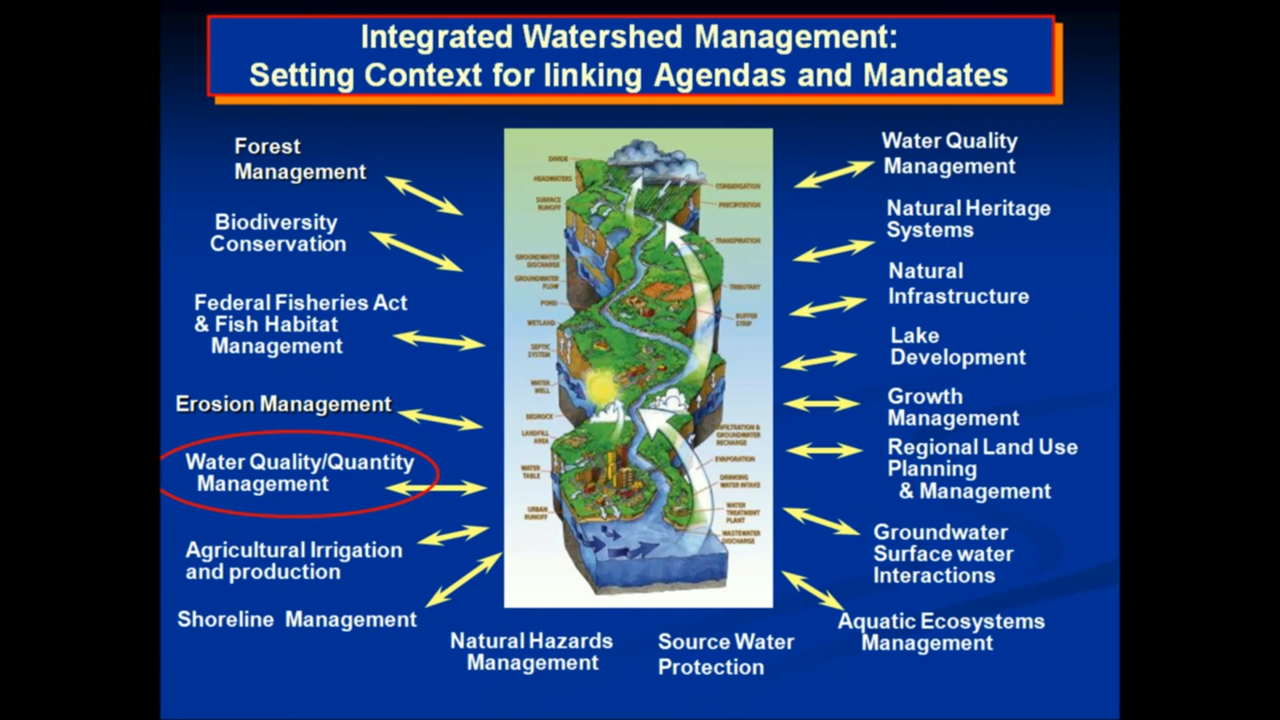 Integrated Watershed Management:
Setting Context for linking Agendas and Mandates
Forest
Management
Biodiversity
Conservation
Federal Fisheries Act
& Fish Habitat
Management
Erosion Management
Water Quality/Quantity
Management
Agricultural Irrigation
and production
Shoreline Management
DIVIDE
HEADWATERS
SURFACE
RUNOFF
GROUNDWATER
DISCHARGE
GROUNDWATER
FLOW
POND
WETLAND
SEPTIC
SYSTEM
WATER
WELL
BEDROCK
LANDFILL
AREA
WATER
TABLE
URBAN
RUNOFF
CONDENSATION
PRECIPITATION
TRANSPIRATION
TRIBUTARY
BUFFER
STRIP
INFILTRATION &
GROUNDWATER
RECHARGE
EVAPORATION
DRINKING
WATER INTAKE
WATER
TREATMENT
PLANT
WASTEWATER
DISCHARGE
Natural Hazards
Management
Source Water
Protection
Water Quality
Management
Natural Heritage
Systems
Natural
Infrastructure
Lake
Development
Growth
Management
Regional Land Use
Planning
& Management
Groundwater
Surface water
Interactions
Aquatic Ecosystems
Management